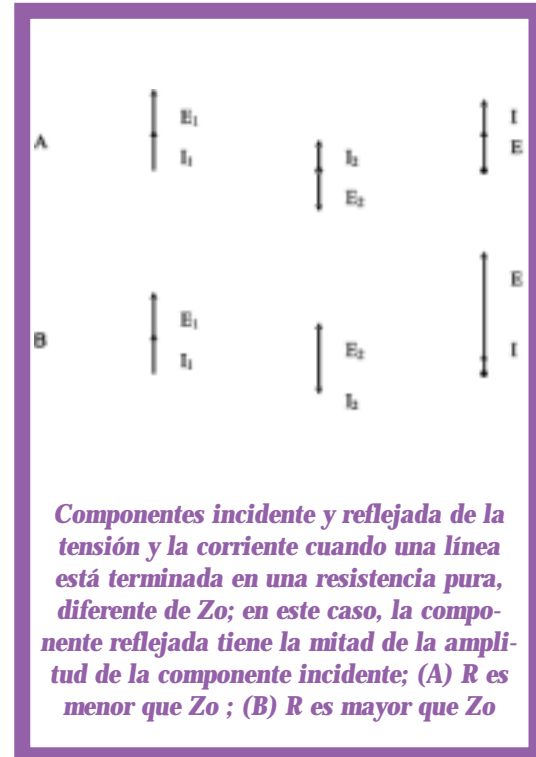 E₁
I
A
I₁
I₂
E
E₂
E
E₁
B
E₂
I₁
I
I₂
Componentes incidente y reflejada de la
tensión y la corriente cuando una línea
está terminada en una resistencia pura,
diferente de Zo; en este caso, la compo-
nente reflejada tiene la mitad de la ampli-
tud de la componente incidente; (A) R es
menor que Zo ; (B) R es mayor que Zo